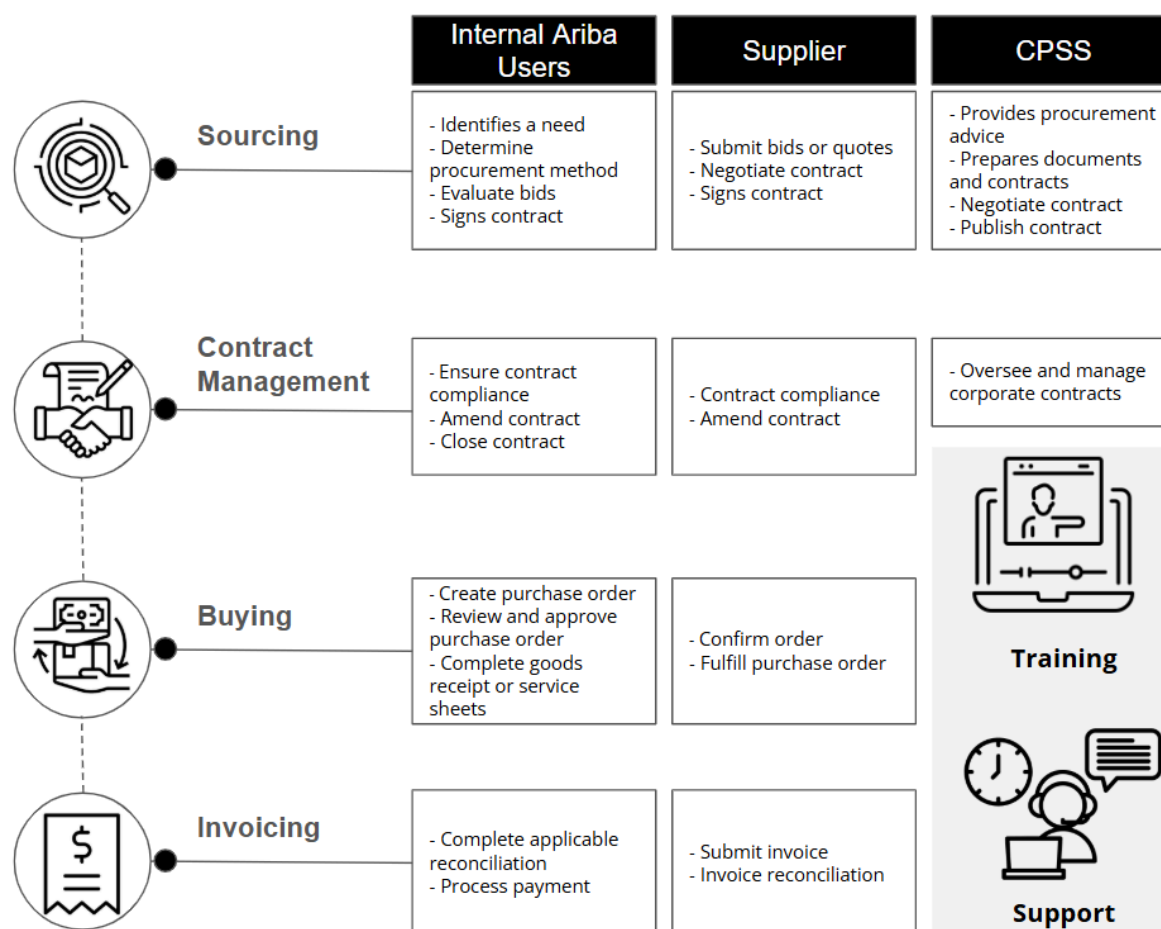 Internal Ariba
Users
Supplier
CPSS
Sourcing
- Identifies a need
- Determine
procurement method
- Evaluate bids
- Signs contract
- Submit bids or quotes
- Negotiate contract
- Signs contract
- Provides procurement
advice
- Prepares documents
and contracts
- Negotiate contract
- Publish contract
Contract
Management
- Ensure contract
compliance
- Amend contract
- Close contract
- Contract compliance
- Amend contract
- Oversee and manage
corporate contracts
Buying
- Create purchase order
- Review and approve
purchase order
- Complete goods
receipt or service
sheets
- Confirm order
- Fulfill purchase order
Training
Invoicing
- Complete applicable
reconciliation
- Process payment
- Submit invoice
- Invoice reconciliation
Support